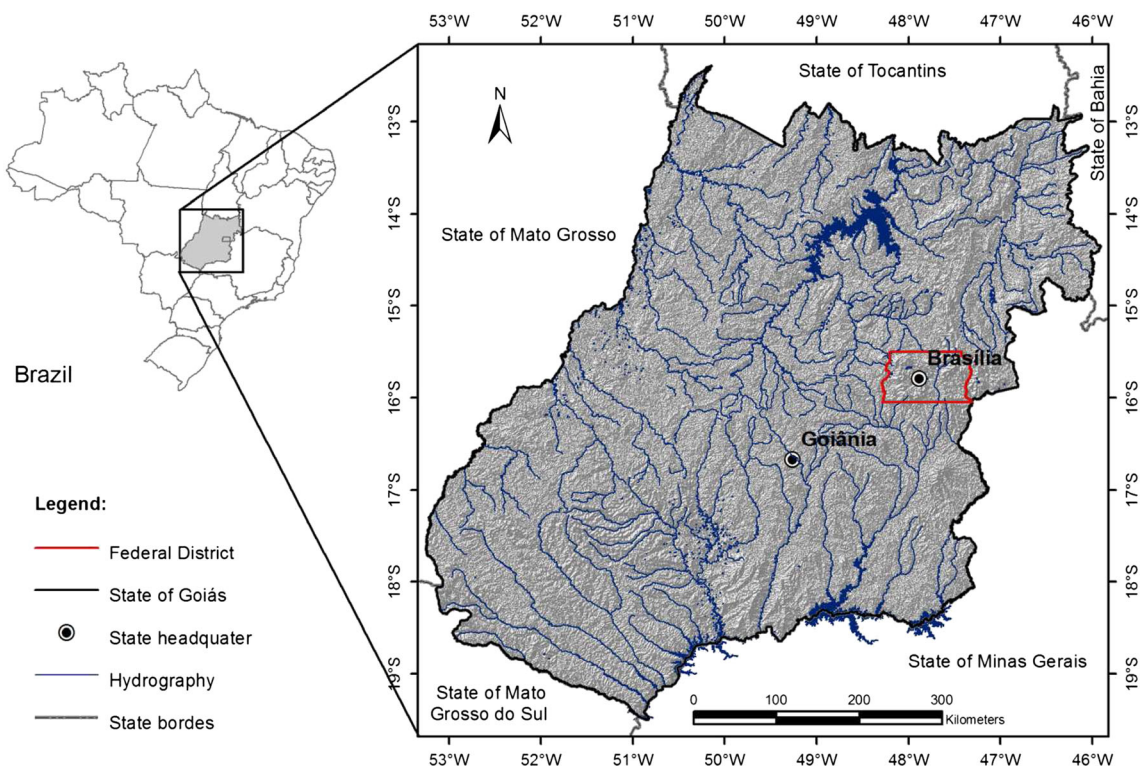 53°W 52°W 51°W 50°W 49°W 48°W 47°W 46°W
State of Tocantins
State of Bahia
N
13°S 13°S
14°S 14°S
State of Mato Grosso
15°S 15°S
Brasília
Brazil
16°S 16°S
Goiânia
17°S 17°S
Legend:
Federal District
State of Goiás
State headquater
Hydrography
State bordes
18°S 18°S
19°S 19°S
State of Minas Gerais
State of Mato
Grosso do Sul
0 100 200 300
Kilometers
53°W 52°W 51°W 50°W 49°W 48°W 47°W 46°W